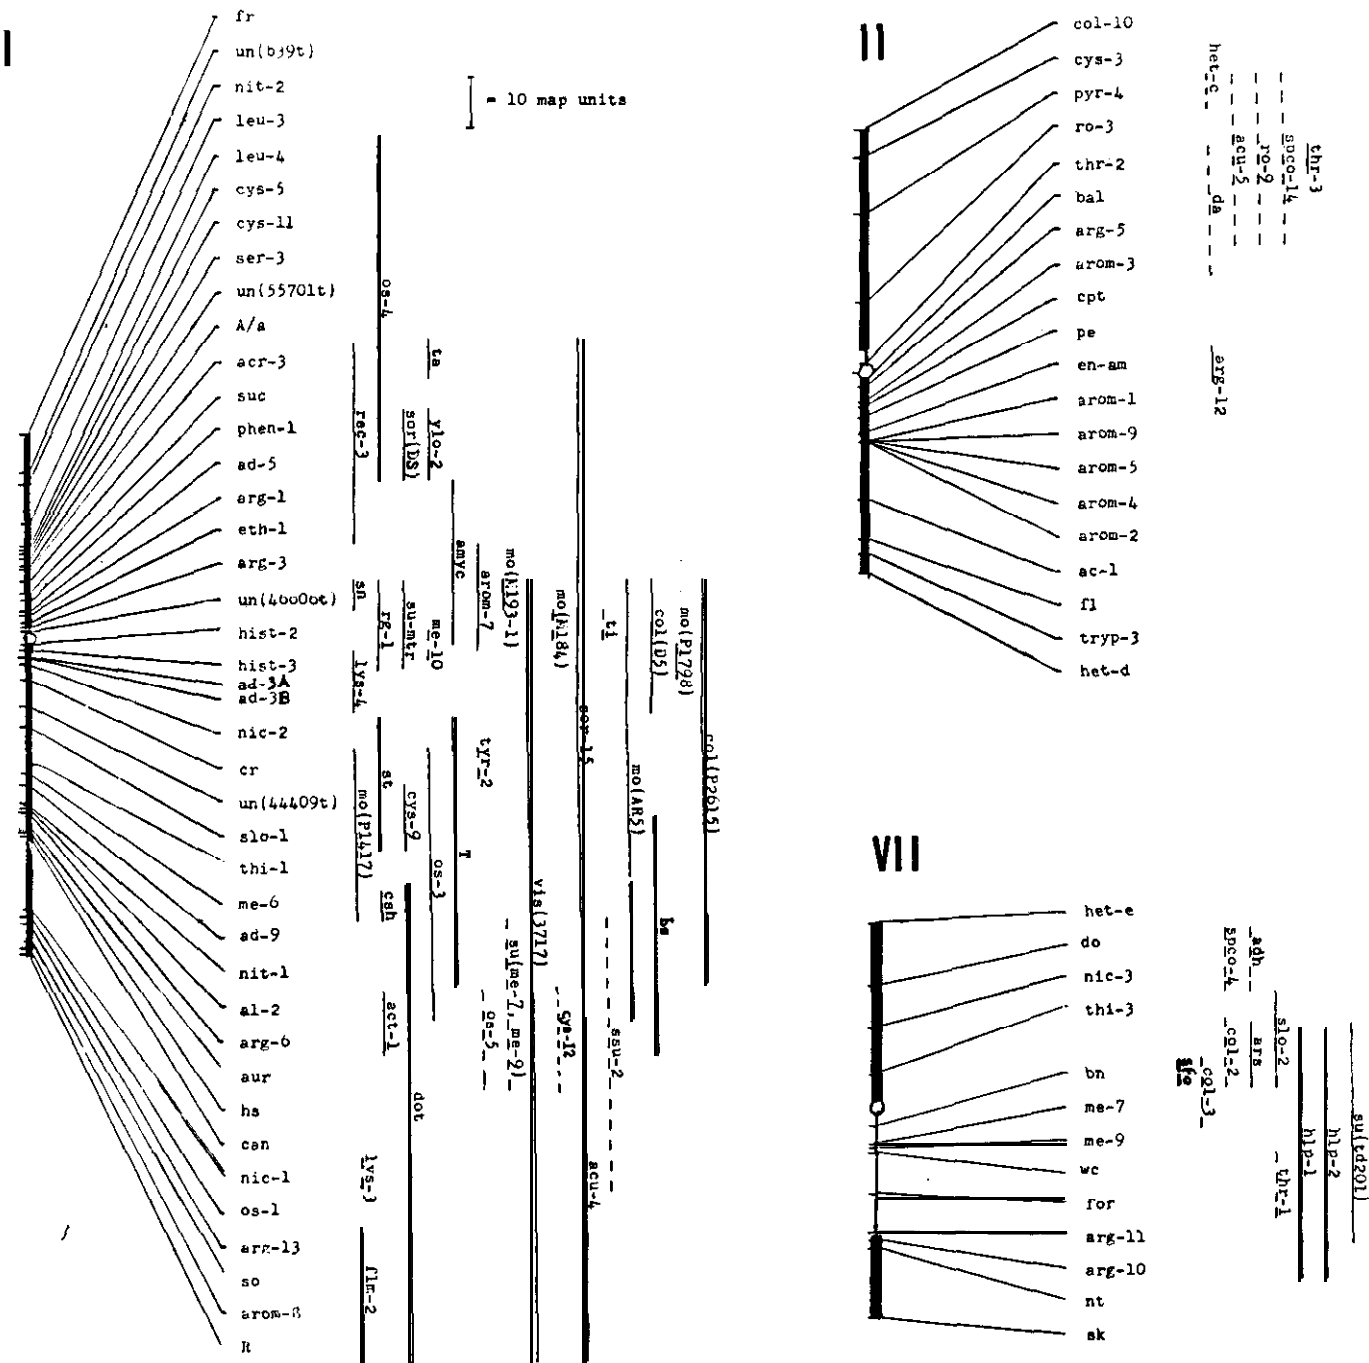 I
fr
un(b39t)
nit-2
leu-3
leu-4
cys-5
cys-11
ser-3
un(55701t)
A/a
acr-3
suc
phen-1
ad-5
arg-1
eth-1
arg-3
un(46006t)
hist-2
hist-3
ad-3A
ad-3B
nic-2
cr
un(44409t)
slo-1
thi-1
me-6
ad-9
nit-1
al-2
arg-6
aur
hs
can
nic-1
os-1
arg-13
so
arom-8
R
= 10 map units
os-4
rec-3
ta
sor(DS)
ylo-2
amyc
arom-7
mo(M193-1)
mo(M184)
sn
rg-1
su-mtr
me-10
lys-4
ti
col(D5)
mo(P1798)
sor-15
col(P2615)
st
mo(P1417)
cys-9
os-3
T
tyr-2
mo(AR5)
csh
vis(3717)
bs
su(me-7, me-9)
act-1
os-5
cys-12
ssu-2
dot
lys-3
acu-4
flm-2
II
col-10
cys-3
pyr-4
ro-3
thr-2
bal
arg-5
arom-3
cpt
pe
en-am
arom-1
arom-9
arom-5
arom-4
arom-2
ac-1
fl
tryp-3
het-d
het-c
acu-5
ro-9
spco-14
thr-3
da
arg-12
VII
het-e
do
nic-3
thi-3
bn
me-7
me-9
wc
for
arg-11
arg-10
nt
sk
spco-4
adh
slo-2
col-2
ars
sfo
col-3
thr-1
hlp-1
hlp-2
su(td201)